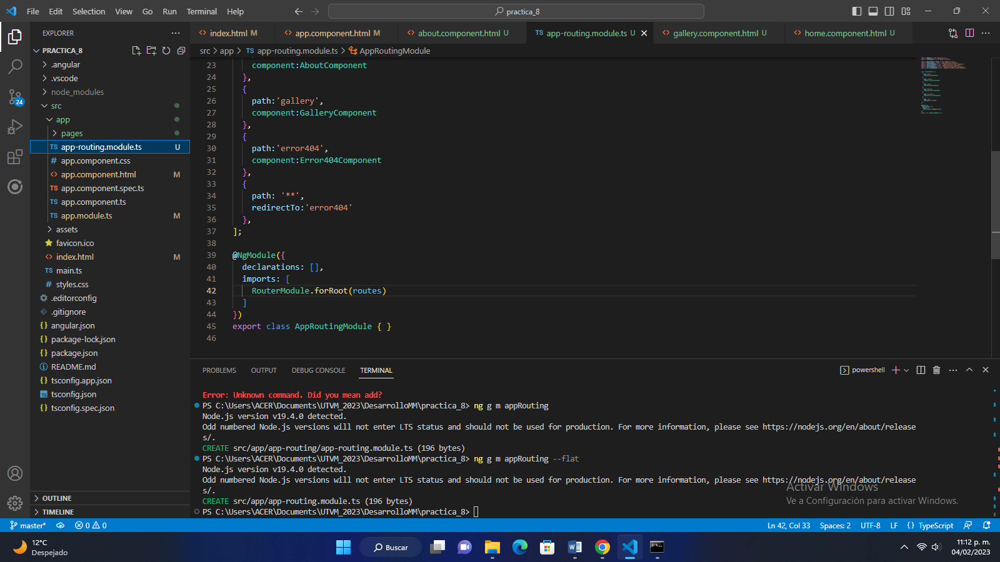 File Edit Selection View Go Run Terminal Help
practica_8
EXPLORER
index.html M
app.component.html M
about.component.html U
TS app-routing.module.ts U
gallery.component.html U
home.component.html U
PRACTICA_8
src > app > TS app-routing.module.ts > AppRoutingModule
.angular
.vscode
node_modules
src
app
pages
TS app-routing.module.ts U
# app.component.css
<> app.component.html M
TS app.component.spec.ts
TS app.component.ts
TS app.module.ts M
assets
favicon.ico
<> index.html M
TS main.ts
# styles.css
.editorconfig
.gitignore
{} angular.json
{} package-lock.json
{} package.json
README.md
{} tsconfig.app.json
TS tsconfig.json
{} tsconfig.spec.json
OUTLINE
TIMELINE
24
23 component:AboutComponent
24 },
25 {
26 path:'gallery',
27 component:GalleryComponent
28 },
29 {
30 path:'error404',
31 component:Error404Component
32 },
33 {
34 path: '**',
35 redirectTo:'error404'
36 },
37 ];
38
39 @NgModule({
40 declarations: [],
41 imports: [
42 RouterModule.forRoot(routes)
43 ]
44 })
45 export class AppRoutingModule { }
46
PROBLEMS OUTPUT DEBUG CONSOLE TERMINAL
powershell
Error: Unknown command. Did you mean add?
PS C:\Users\ACER\Documents\UTVM_2023\DesarrolloMM\practica_8> ng g m appRouting
Node.js version v19.4.0 detected.
Odd numbered Node.js versions will not enter LTS status and should not be used for production. For more information, please see https://nodejs.org/en/about/release
s/.
CREATE src/app/app-routing/app-routing.module.ts (196 bytes)
PS C:\Users\ACER\Documents\UTVM_2023\DesarrolloMM\practica_8> ng g m appRouting --flat
Node.js version v19.4.0 detected.
Odd numbered Node.js versions will not enter LTS status and should not be used for production. For more information, please see https://nodejs.org/en/about/release
s/.
CREATE src/app/app-routing.module.ts (196 bytes)
PS C:\Users\ACER\Documents\UTVM_2023\DesarrolloMM\practica_8>
Activar Windows
Ve a Configuración para activar Windows.
master* 0 0
Ln 42, Col 33 Spaces: 2 UTF-8 LF {} TypeScript
12°C
Despejado
Buscar
11:12 p. m.
04/02/2023